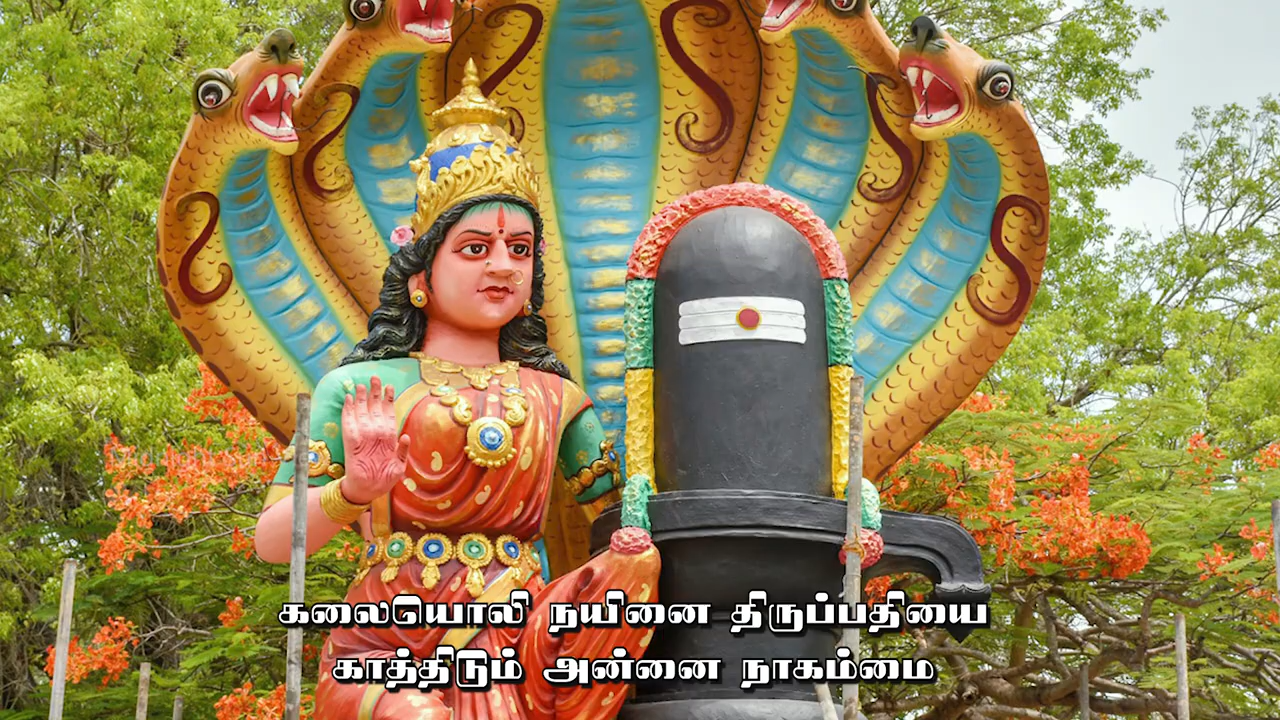 கலையொலி நயினை திருப்பதியை
காத்திடும் அன்னை நாகம்மை